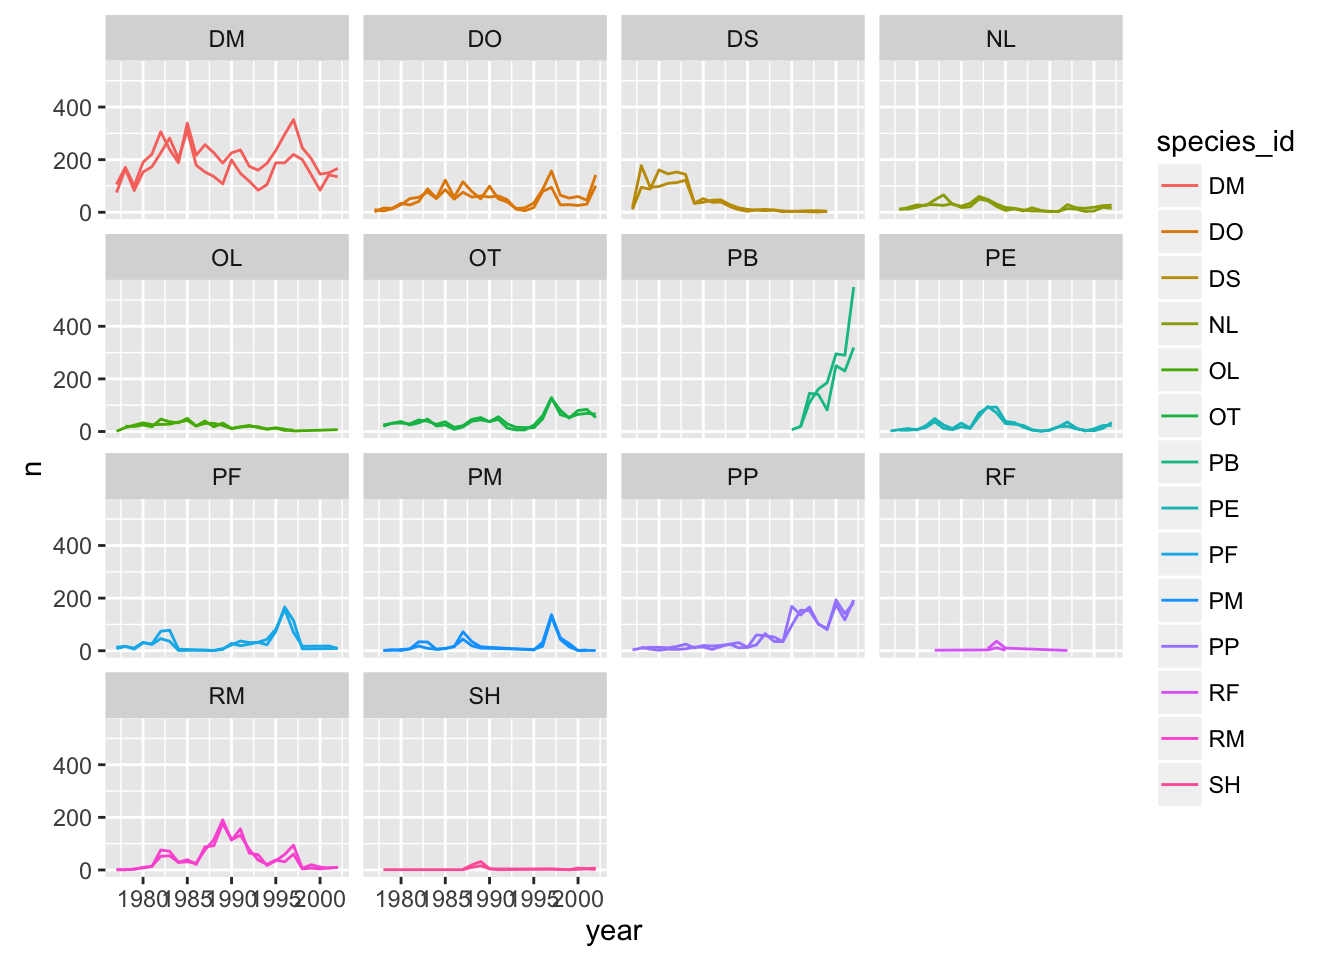 DM DO DS NL
400
200
0
OL OT PB PE
400
200
0
PF PM PP RF
400
200
0
RM SH
400
200
0
1980 1985 1990 1995 2000 1980 1985 1990 1995 2000
year
n
species_id
DM
DO
DS
NL
OL
OT
PB
PE
PF
PM
PP
RF
RM
SH